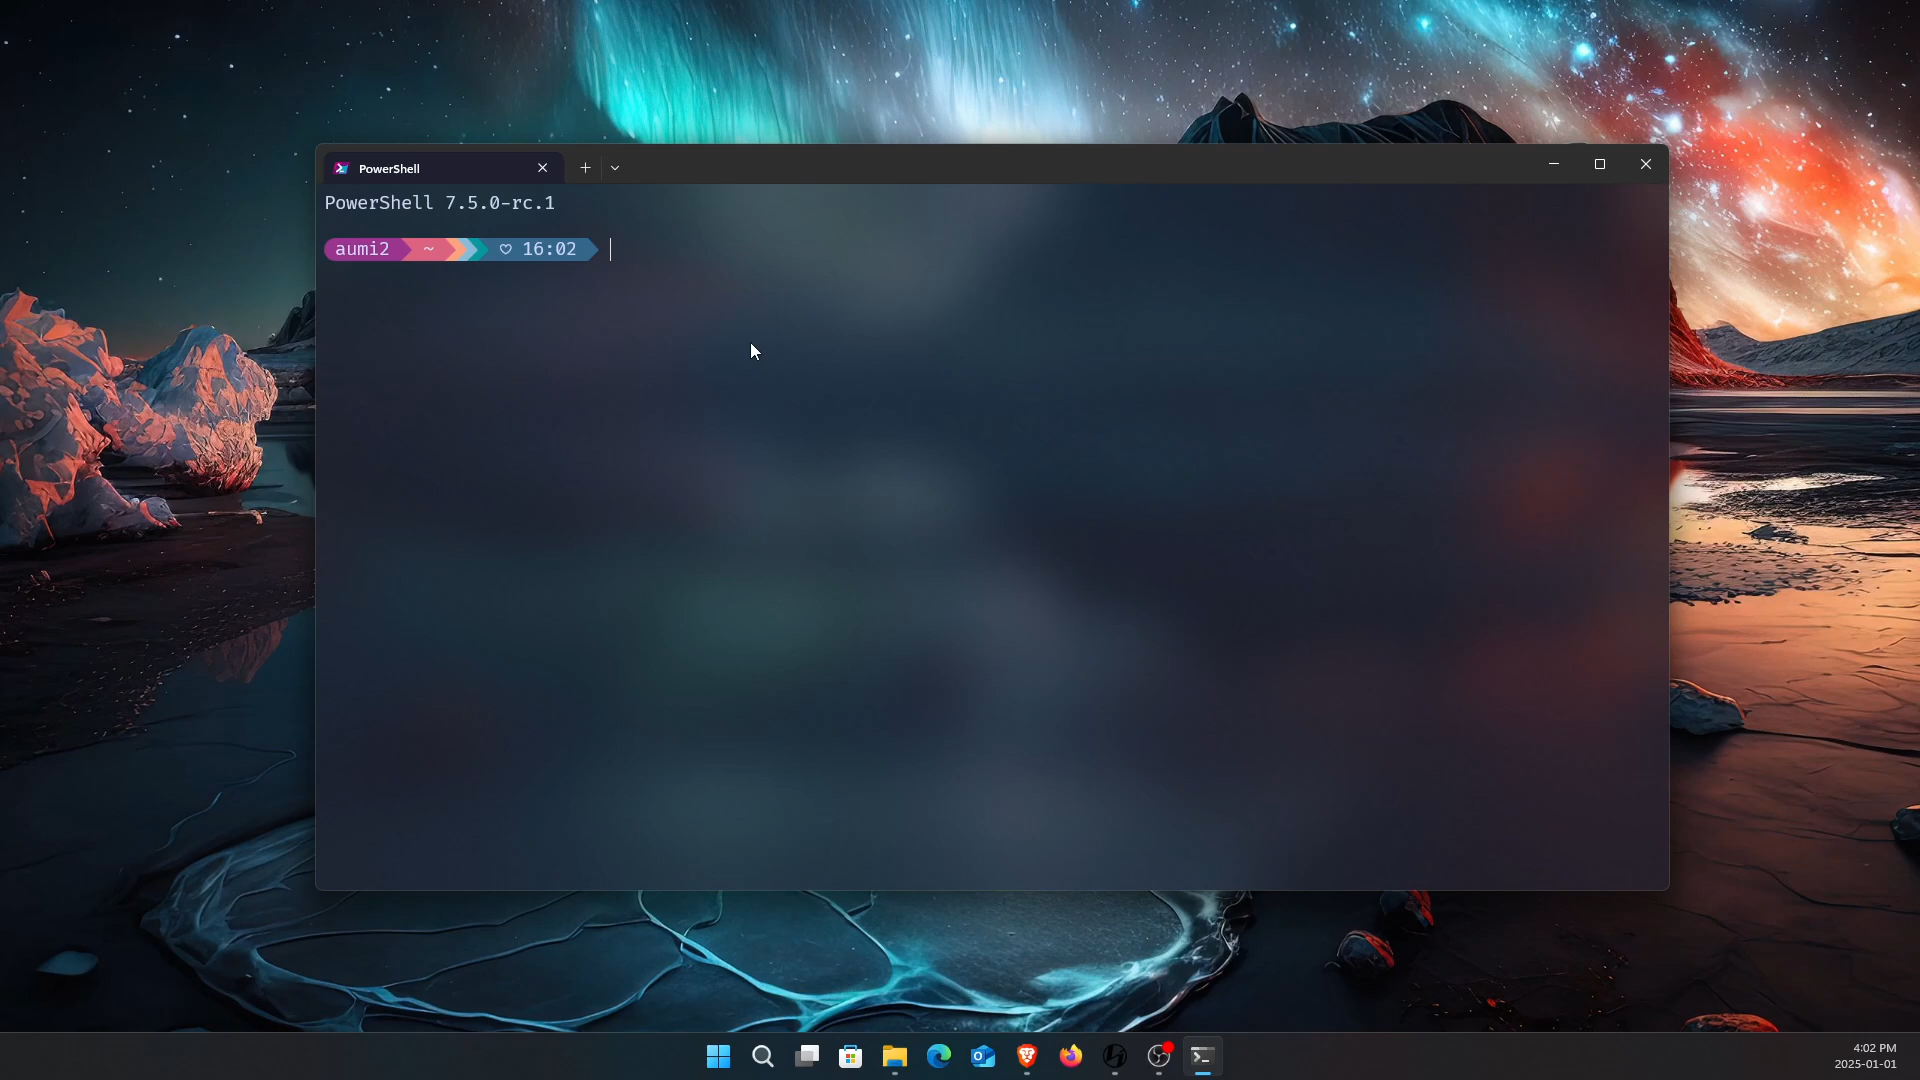 PowerShell
PowerShell 7.5.0-rc.1
aumi2 ~ ♡ 16:02
4:02 PM
2025-01-01